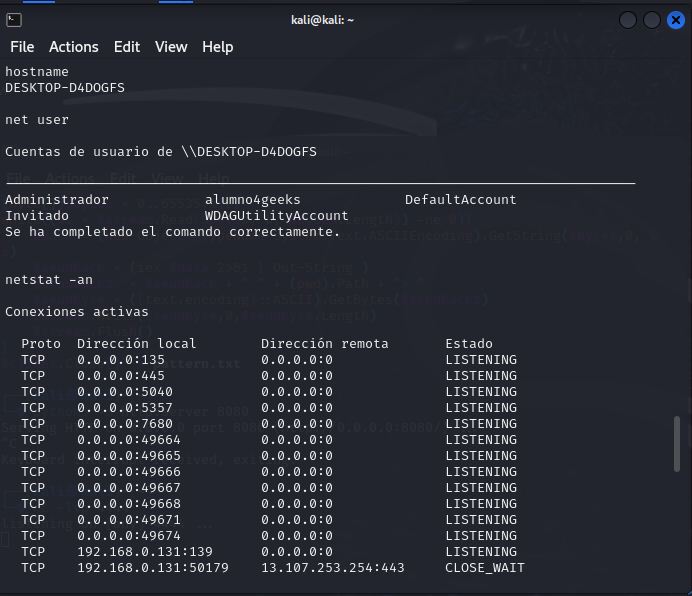 kali@kali: ~
File Actions Edit View Help
hostname
DESKTOP-D4DOGFS
net user
Cuentas de usuario de \\DESKTOP-D4DOGFS
Administrador alumno4geeks DefaultAccount
Invitado WDAGUtilityAccount
Se ha completado el comando correctamente.
netstat -an
Conexiones activas
Proto Dirección local Dirección remota Estado
TCP 0.0.0.0:135 0.0.0.0:0 LISTENING
TCP 0.0.0.0:445 0.0.0.0:0 LISTENING
TCP 0.0.0.0:5040 0.0.0.0:0 LISTENING
TCP 0.0.0.0:5357 0.0.0.0:0 LISTENING
TCP 0.0.0.0:7680 0.0.0.0:0 LISTENING
TCP 0.0.0.0:49664 0.0.0.0:0 LISTENING
TCP 0.0.0.0:49665 0.0.0.0:0 LISTENING
TCP 0.0.0.0:49666 0.0.0.0:0 LISTENING
TCP 0.0.0.0:49667 0.0.0.0:0 LISTENING
TCP 0.0.0.0:49668 0.0.0.0:0 LISTENING
TCP 0.0.0.0:49671 0.0.0.0:0 LISTENING
TCP 0.0.0.0:49674 0.0.0.0:0 LISTENING
TCP 192.168.0.131:139 0.0.0.0:0 LISTENING
TCP 192.168.0.131:50179 13.107.253.254:443 CLOSE_WAIT